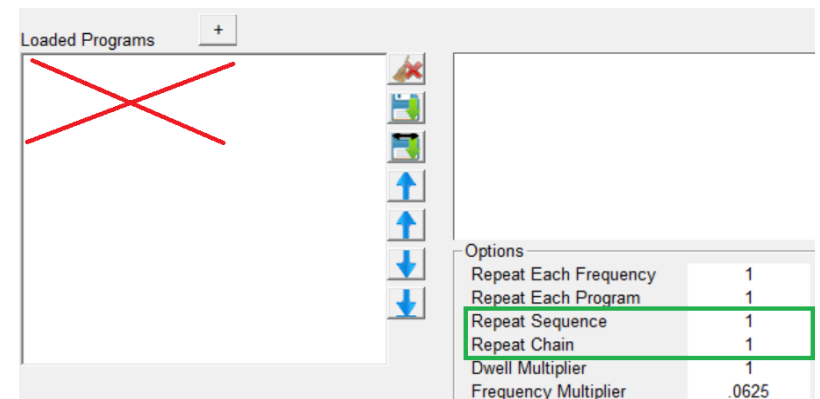 +
Loaded Programs
Options
Repeat Each Frequency 1
Repeat Each Program 1
Repeat Sequence 1
Repeat Chain 1
Dwell Multiplier 1
Frequency Multiplier .0625